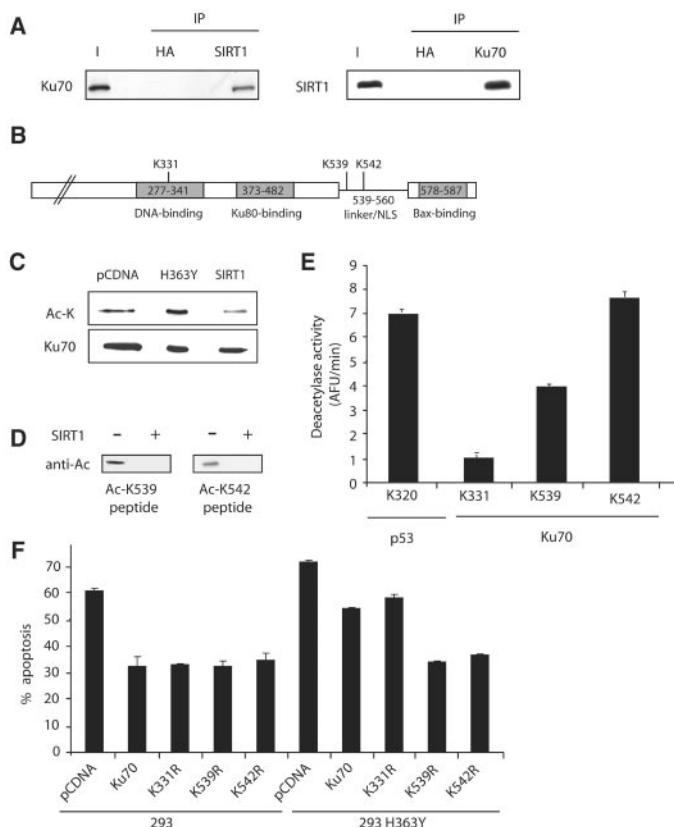 A
IP
IP
I HA SIRT1
I HA Ku70
Ku70
SIRT1
B
K331
K539 K542
277-341
373-482
578-587
DNA-binding
Ku80-binding
539-560
linker/NLS
Bax-binding
C
pCDNA H363Y SIRT1
Ac-K
Ku70
D
SIRT1 – + – +
anti-Ac
Ac-K539
peptide
Ac-K542
peptide
E
Deacetylase activity
(AFU/min)
9
8
7
6
5
4
3
2
1
0
K320 K331 K539 K542
p53 Ku70
F
% apoptosis
70
60
50
40
30
20
10
0
pCDNA Ku70 K331R K539R K542R pCDNA Ku70 K331R K539R K542R
293 293 H363Y